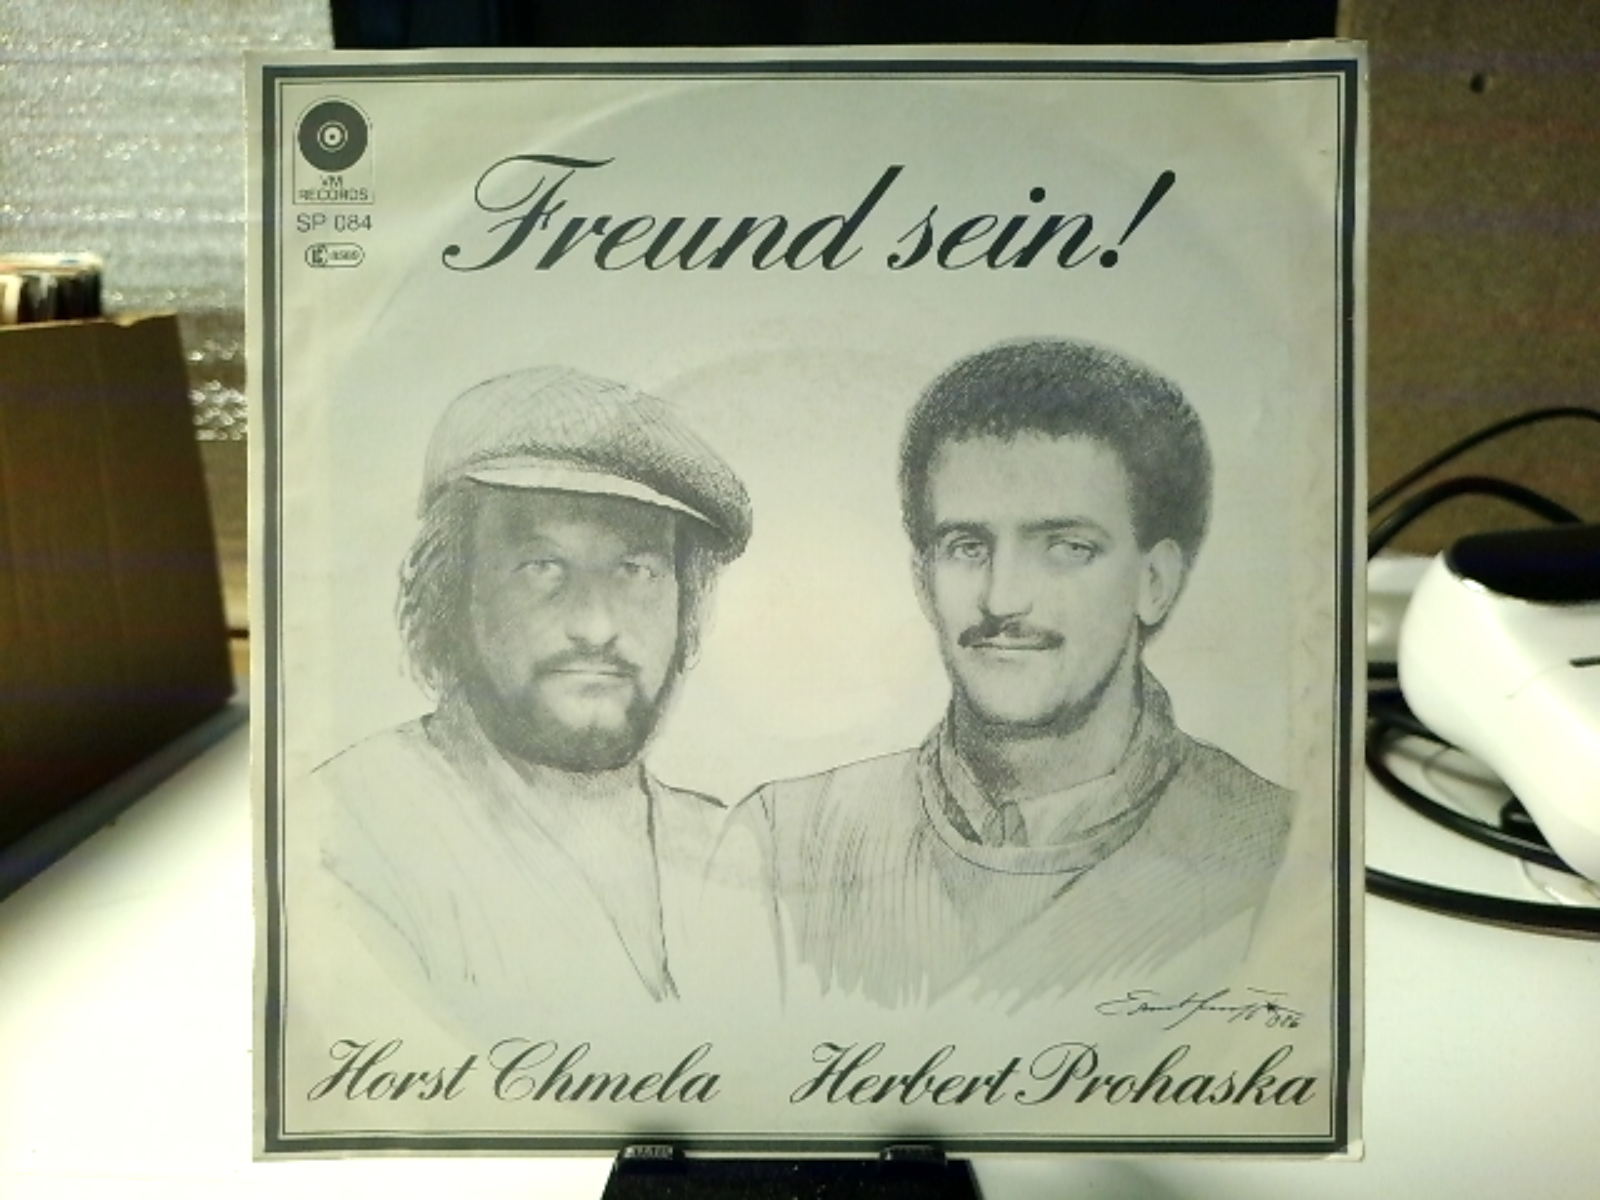 VM
RECORDS
SP 084
Freund sein!
Horst Chmela Herbert Prohaska